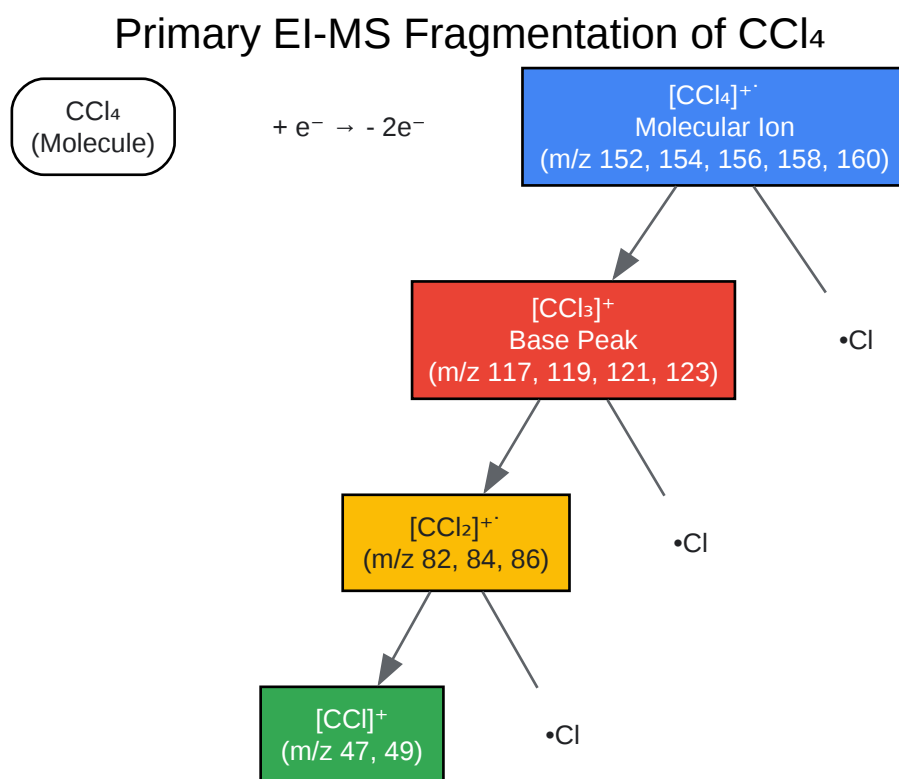 Primary EI-MS Fragmentation of CCl₄
CCl₄
(Molecule)
+ e⁻ → - 2e⁻
[CCl₄]⁺˙
Molecular Ion
(m/z 152, 154, 156, 158, 160)
[CCl₃]⁺
Base Peak
(m/z 117, 119, 121, 123)
•Cl
[CCl₂]⁺˙
(m/z 82, 84, 86)
•Cl
[CCl]⁺
(m/z 47, 49)
•Cl